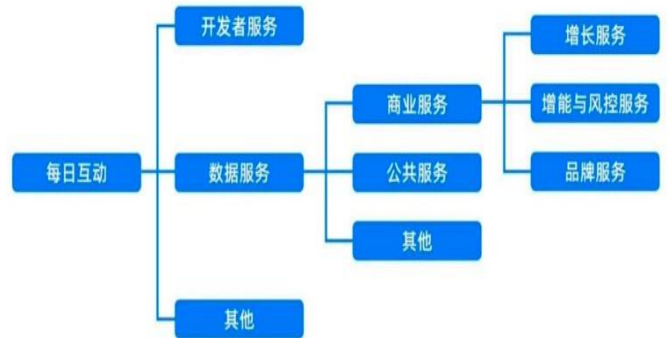 开发者服务
增长服务
商业服务
增能与风控服务
每日互动
数据服务
公共服务
品牌服务
其他
其他